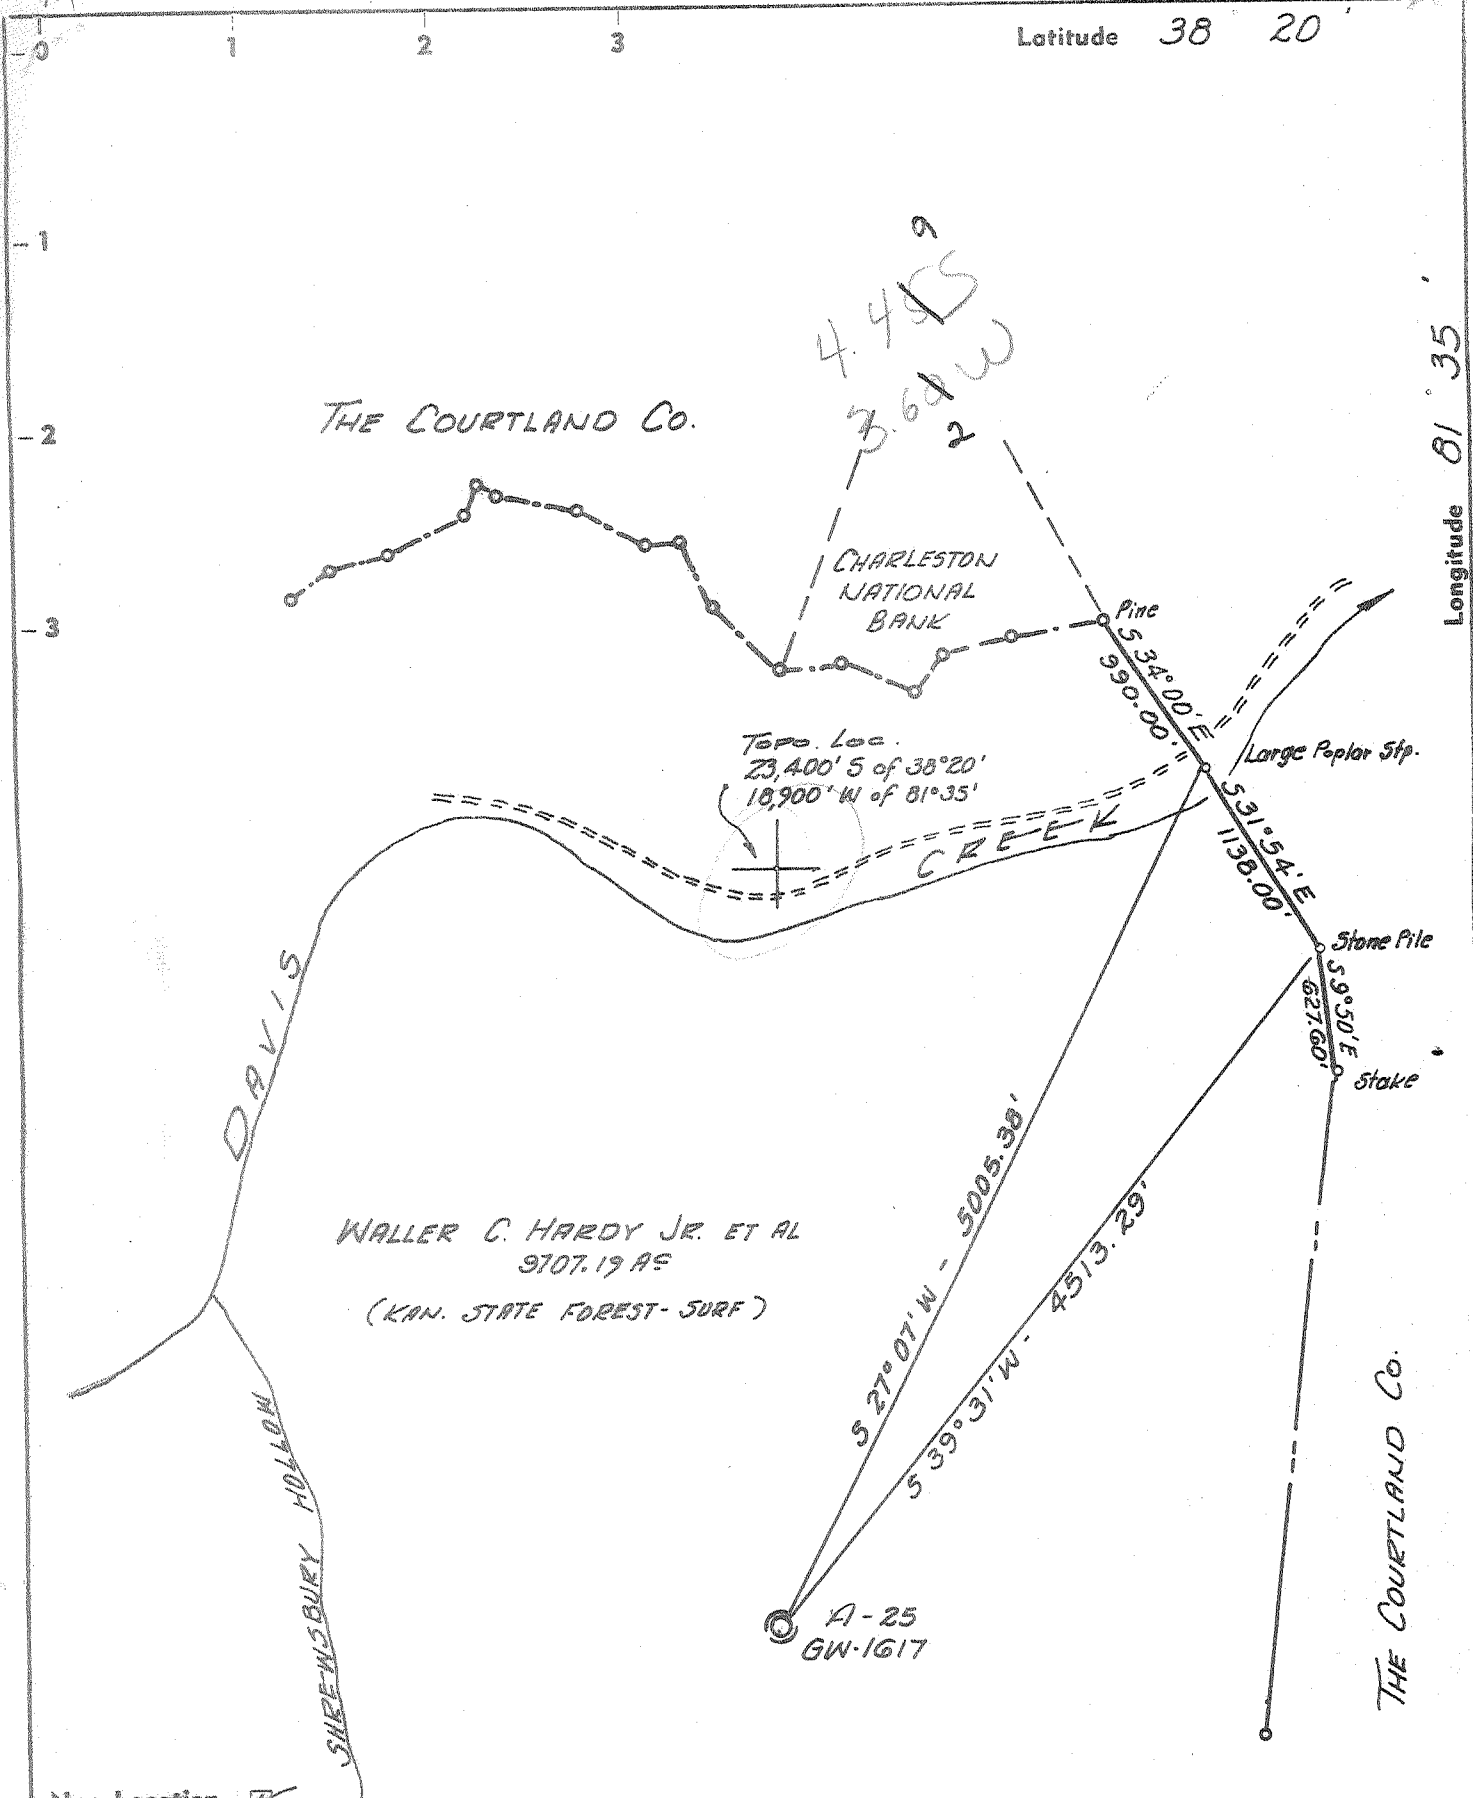 0 1 2 3 Latitude 38 20 '
1
2
3
9
4.45 S
3.60 W
2
Longitude 81 35 '
THE COURTLAND CO.
CHARLESTON
NATIONAL
BANK
Pine
S 34° 00' E
990.00'
Topo. Loc.
23,400' S of 38°20'
18,900' W of 81°35'
Large Poplar Stp.
S 31° 54' E
1138.00'
DAVIS CREEK
Stone Pile
S 9° 50' E
627.60'
Stake
S 27° 07' W - 5005.38'
S 39° 31' W - 4513.29'
WALLER C. HARDY JR. ET AL
9707.19 Ac
(KAN. STATE FOREST-SURF)
SHREWSBURY HOLLOW
A-25
GW-1617
THE COURTLAND CO.